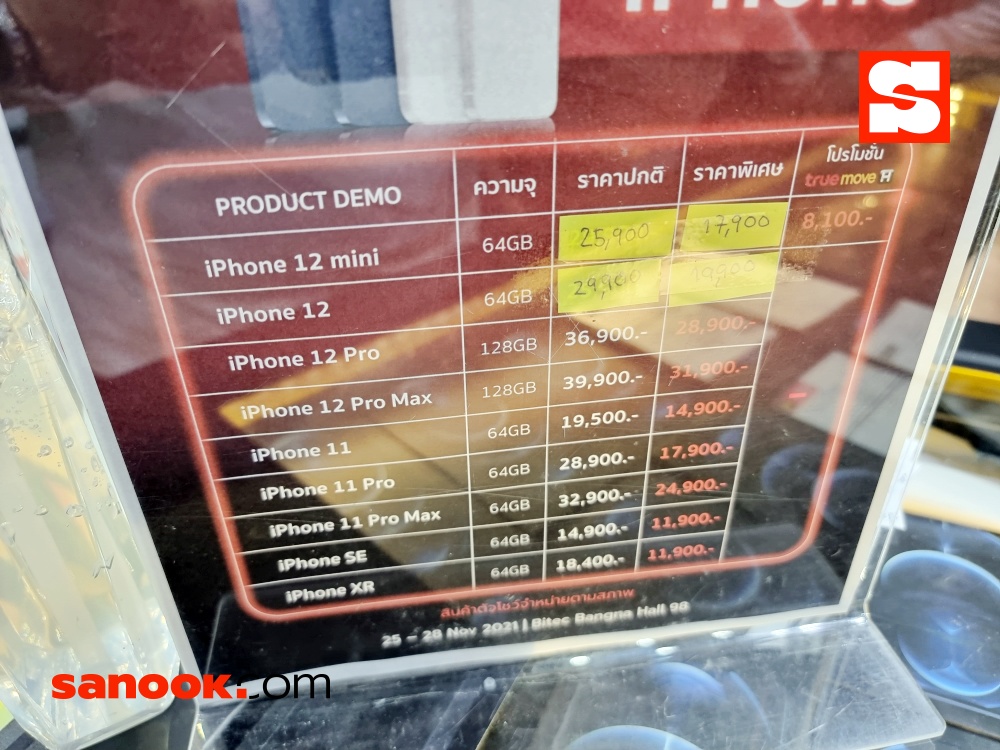 iPhone
S
PRODUCT DEMO ความจุ ราคาปกติ ราคาพิเศษ โปรโมชั่น truemove H
iPhone 12 mini 64GB 25,900 17,900 8,100.-
iPhone 12 64GB 29,900 19,900
iPhone 12 Pro 128GB 36,900.- 28,900.-
iPhone 12 Pro Max 128GB 39,900.- 31,900.-
iPhone 11 64GB 19,500.- 14,900.-
iPhone 11 Pro 64GB 28,900.- 17,900.-
iPhone 11 Pro Max 64GB 32,900.- 24,900.-
iPhone SE 64GB 14,900.- 11,900.-
iPhone XR 64GB 18,400.- 11,900.-
สินค้าตัวโชว์จำหน่ายตามสภาพ
25 – 28 Nov 2021 | Bitec Bangna Hall 98
sanook.com